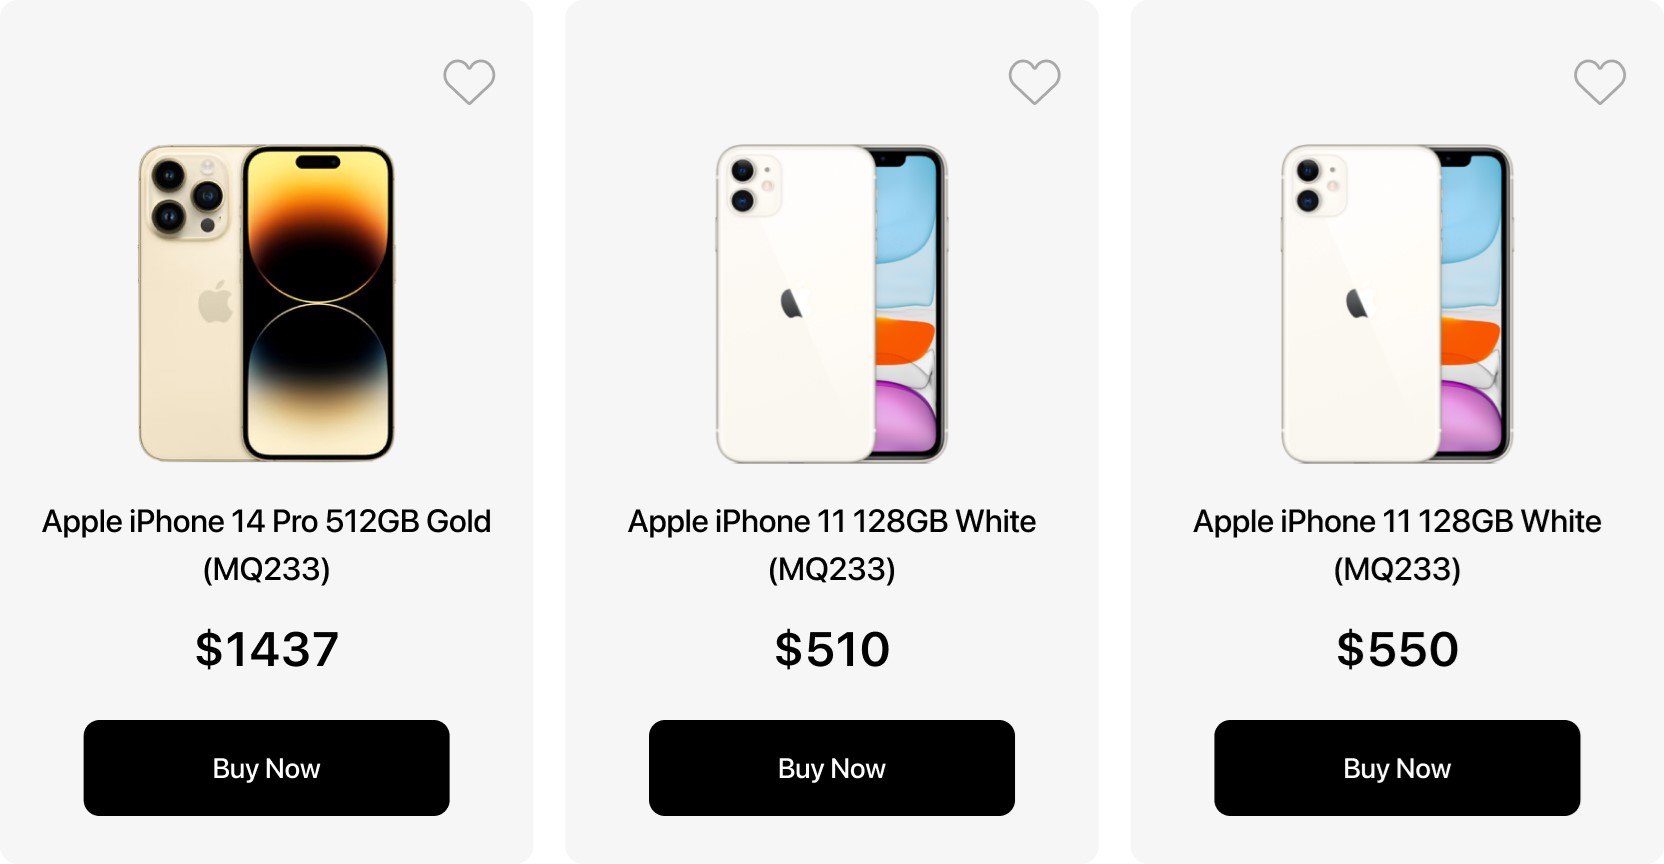 Apple iPhone 14 Pro 512GB Gold
(MQ233)
$1437
Buy Now
Apple iPhone 11 128GB White
(MQ233)
$510
Buy Now
Apple iPhone 11 128GB White
(MQ233)
$550
Buy Now